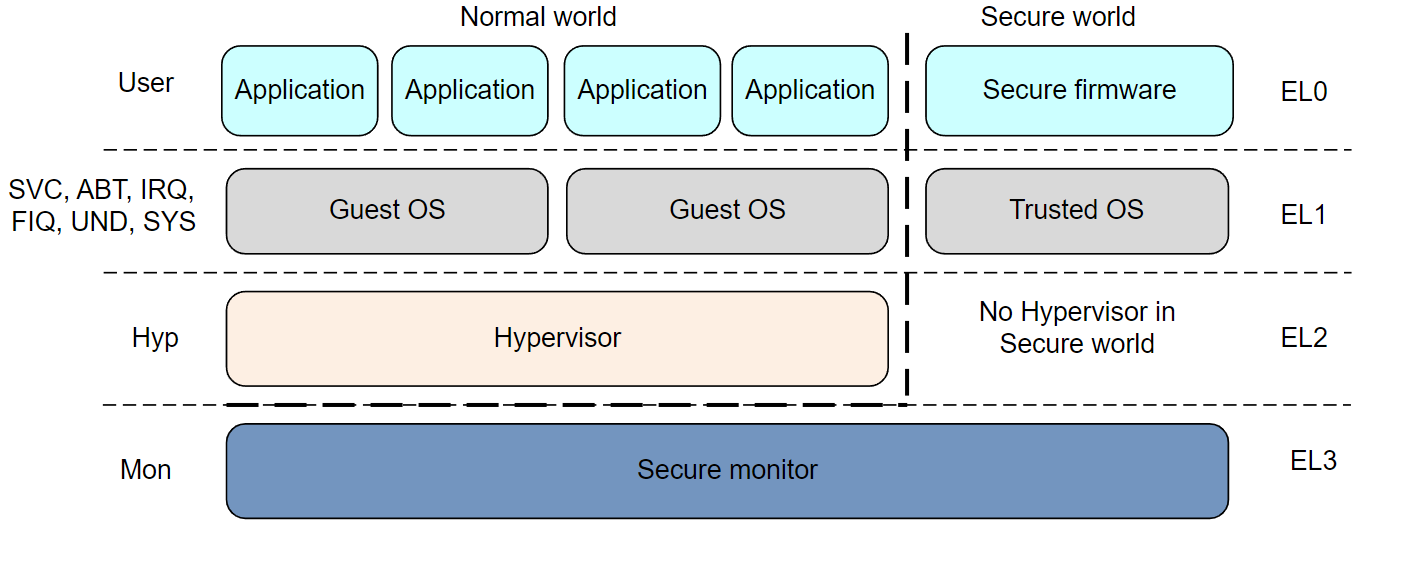 Normal world
Secure world
User
Application
Application
Application
Application
Secure firmware
EL0
SVC, ABT, IRQ,
FIQ, UND, SYS
Guest OS
Guest OS
Trusted OS
EL1
Hyp
Hypervisor
No Hypervisor in
Secure world
EL2
Mon
Secure monitor
EL3